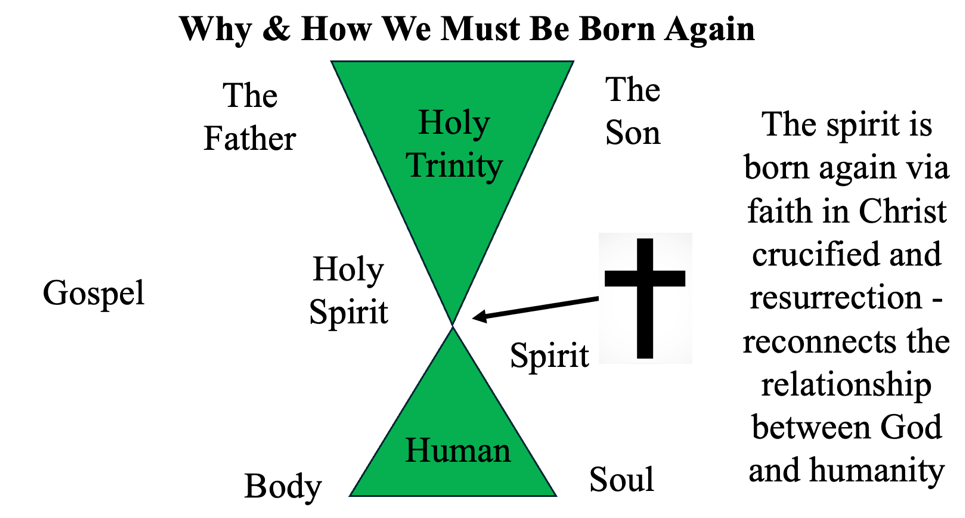 Why & How We Must Be Born Again
The
Father
Holy
Trinity
The
Son
The spirit is
born again via
faith in Christ
crucified and
resurrection -
reconnects the
relationship
between God
and humanity
Gospel
Holy
Spirit
Spirit
Human
Body
Soul